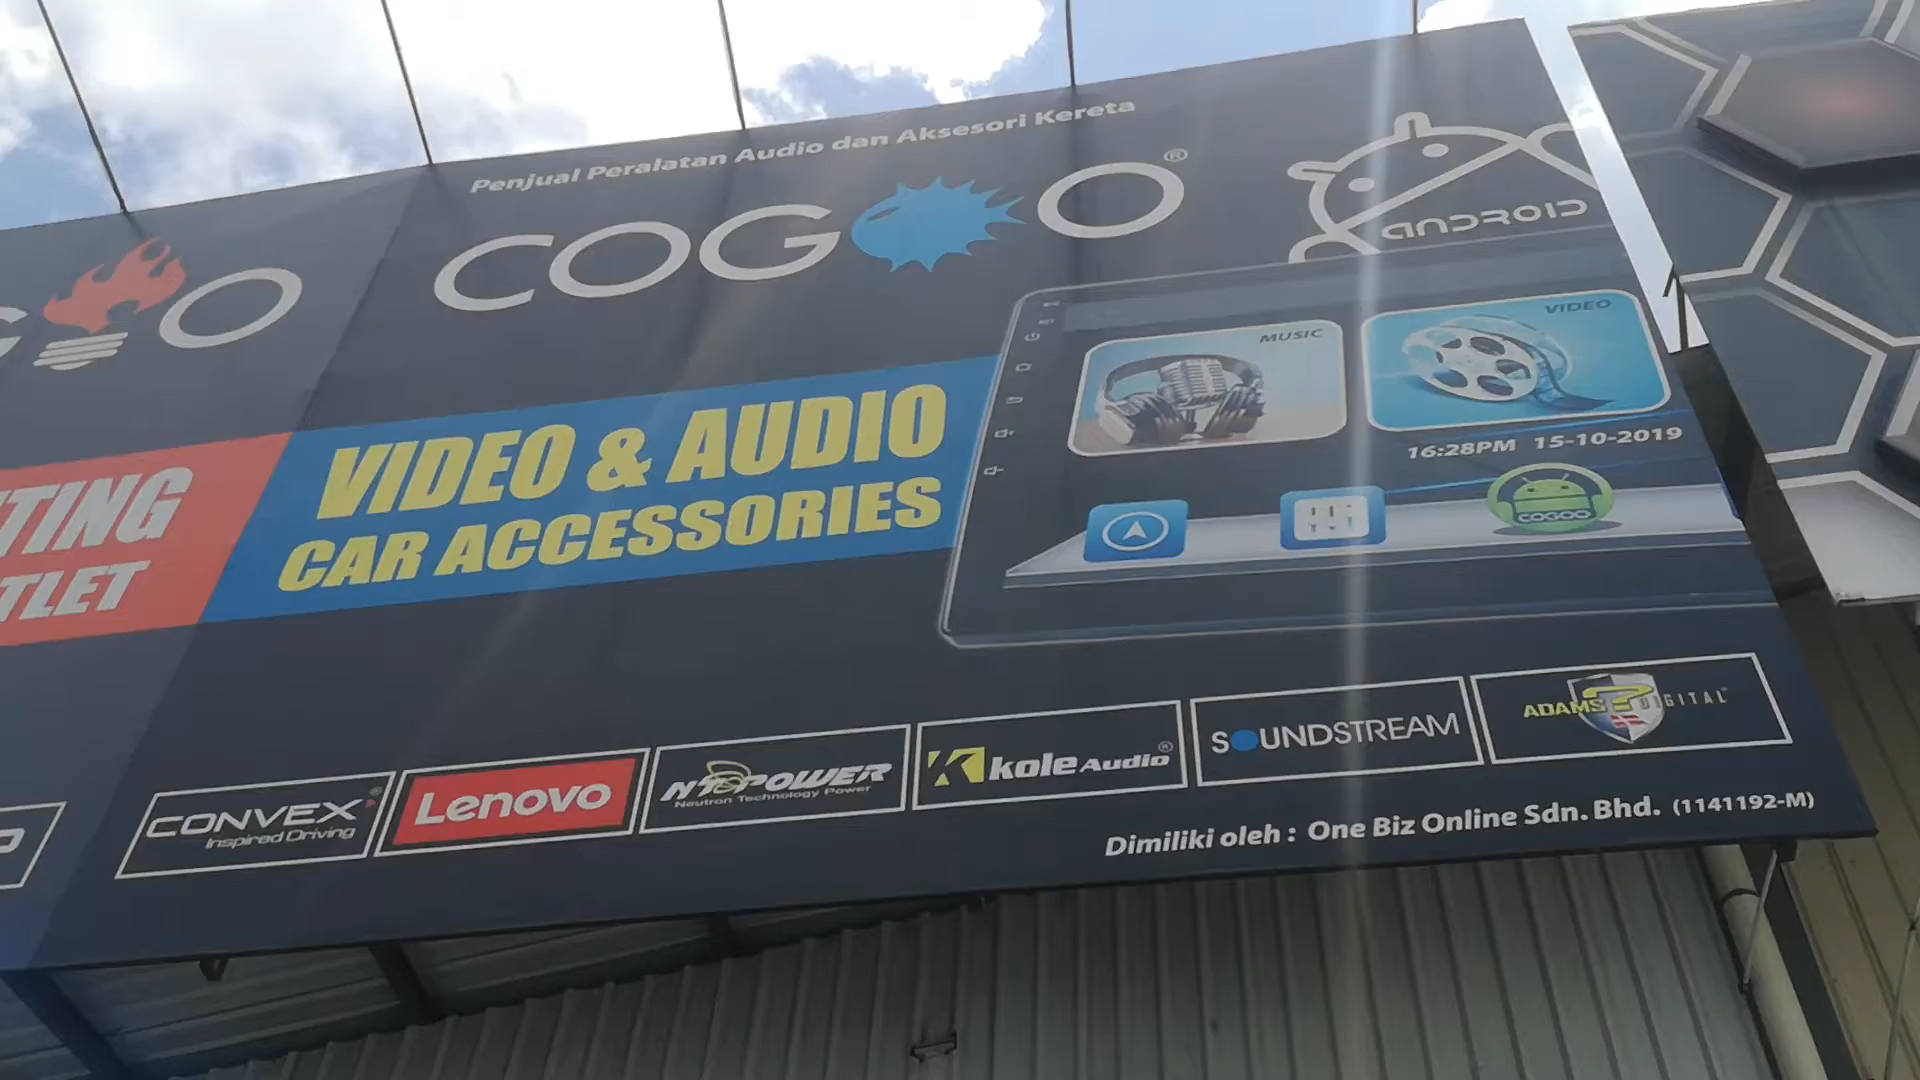 Penjual Peralatan Audio dan Aksesori Kereta
COGOO®
ANDROID
MUSIC
VIDEO
16:28PM 15-10-2019
COGOO
VIDEO & AUDIO
CAR ACCESSORIES
TING
TLET
CONVEX®
Inspired Driving
Lenovo
NTPOWER
Neutron Technology Power
kole Audio®
SOUNDSTREAM
ADAMS DIGITAL
Dimiliki oleh : One Biz Online Sdn. Bhd. (1141192-M)